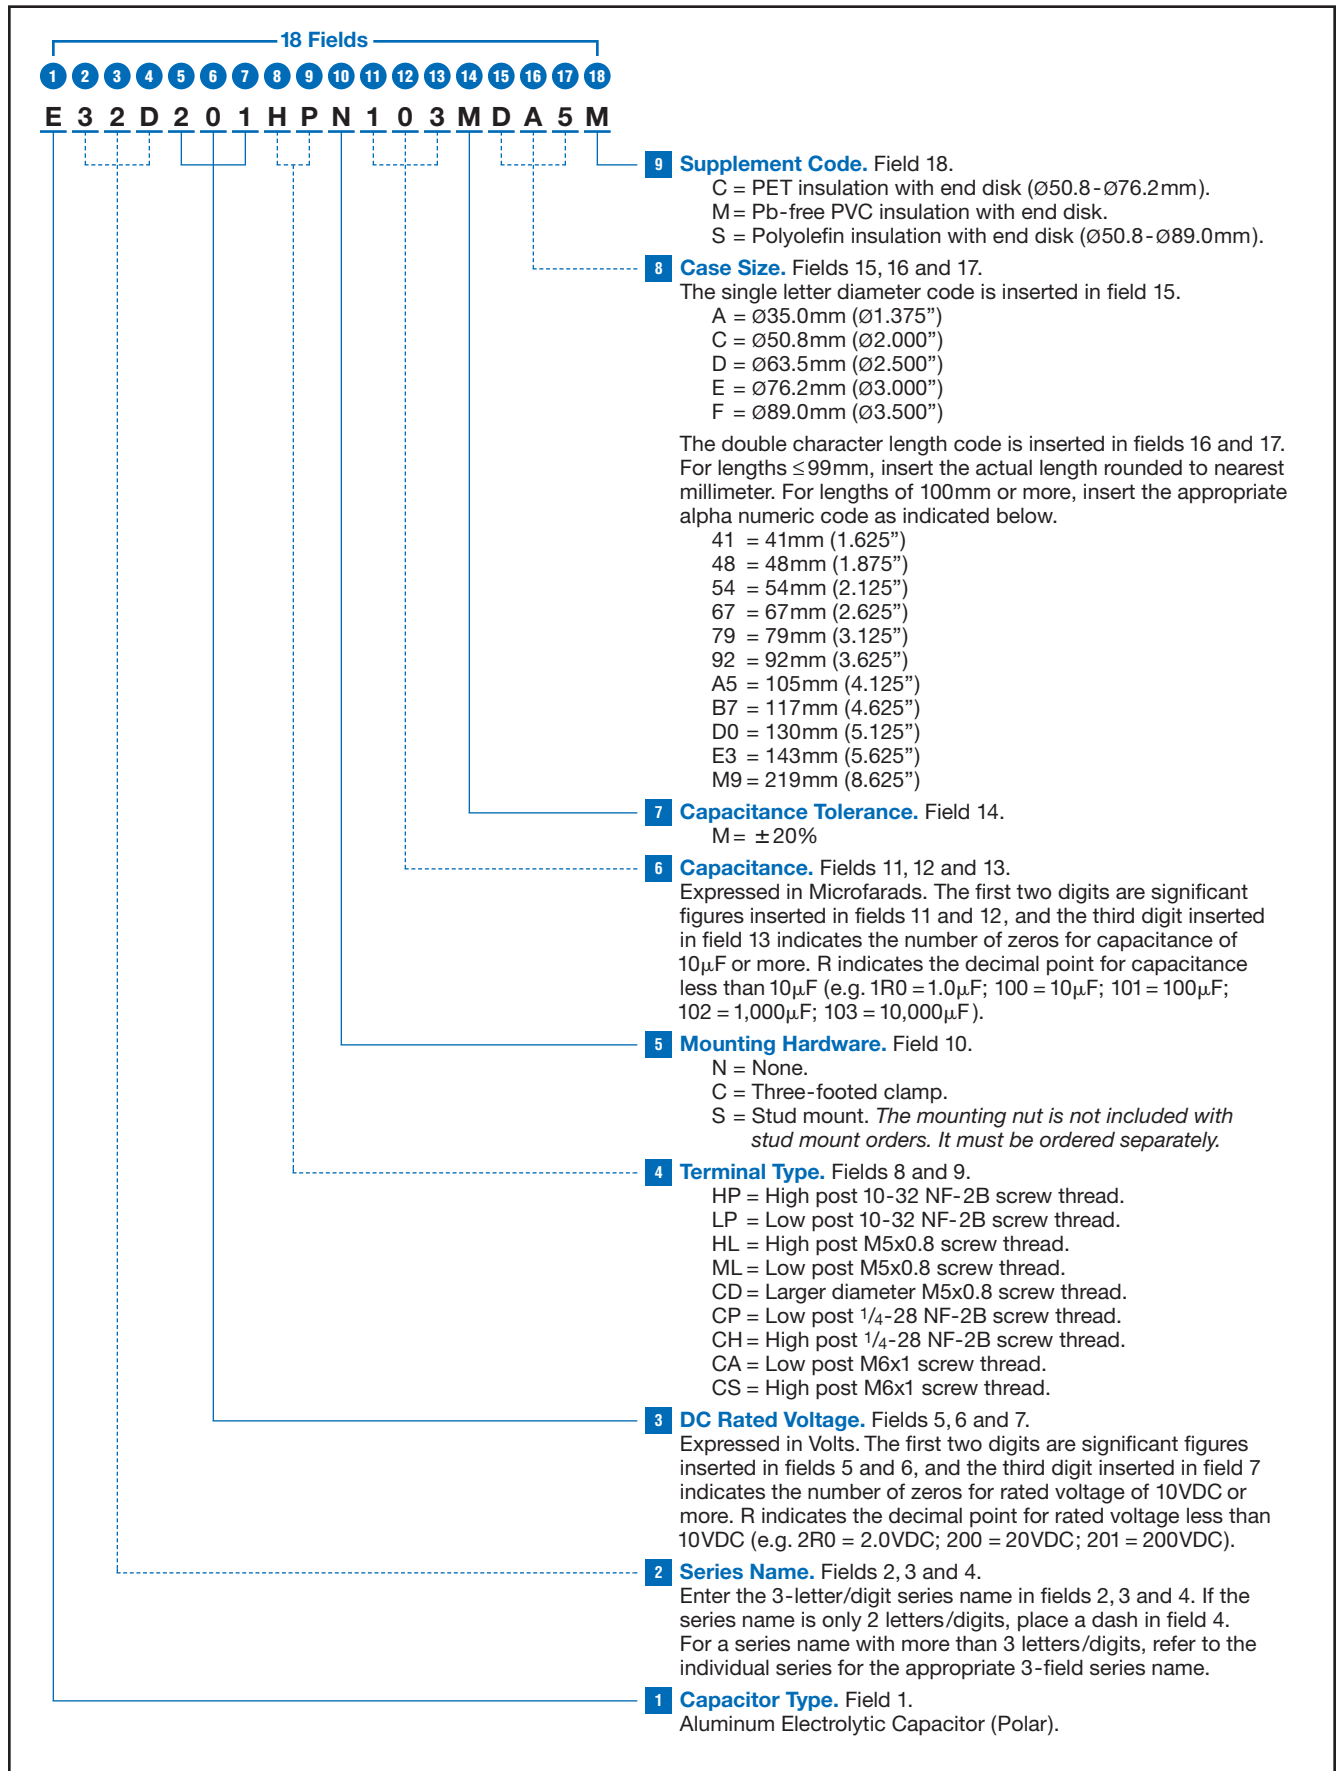 18 Fields
1 2 3 4 5 6 7 8 9 10 11 12 13 14 15 16 17 18
E 3 2 D 2 0 1 H P N 1 0 3 M D A 5 M
9 Supplement Code. Field 18.
C = PET insulation with end disk (Ø50.8-Ø76.2mm).
M = Pb-free PVC insulation with end disk.
S = Polyolefin insulation with end disk (Ø50.8-Ø89.0mm).
8 Case Size. Fields 15, 16 and 17.
The single letter diameter code is inserted in field 15.
A = Ø35.0mm (Ø1.375”)
C = Ø50.8mm (Ø2.000”)
D = Ø63.5mm (Ø2.500”)
E = Ø76.2mm (Ø3.000”)
F = Ø89.0mm (Ø3.500”)
The double character length code is inserted in fields 16 and 17.
For lengths ≤99mm, insert the actual length rounded to nearest
millimeter. For lengths of 100mm or more, insert the appropriate
alpha numeric code as indicated below.
41 = 41mm (1.625”)
48 = 48mm (1.875”)
54 = 54mm (2.125”)
67 = 67mm (2.625”)
79 = 79mm (3.125”)
92 = 92mm (3.625”)
A5 = 105mm (4.125”)
B7 = 117mm (4.625”)
D0 = 130mm (5.125”)
E3 = 143mm (5.625”)
M9 = 219mm (8.625”)
7 Capacitance Tolerance. Field 14.
M = ±20%
6 Capacitance. Fields 11, 12 and 13.
Expressed in Microfarads. The first two digits are significant
figures inserted in fields 11 and 12, and the third digit inserted
in field 13 indicates the number of zeros for capacitance of
10µF or more. R indicates the decimal point for capacitance
less than 10µF (e.g. 1R0 = 1.0µF; 100 = 10µF; 101 = 100µF;
102 = 1,000µF; 103 = 10,000µF).
5 Mounting Hardware. Field 10.
N = None.
C = Three-footed clamp.
S = Stud mount. The mounting nut is not included with
stud mount orders. It must be ordered separately.
4 Terminal Type. Fields 8 and 9.
HP = High post 10-32 NF-2B screw thread.
LP = Low post 10-32 NF-2B screw thread.
HL = High post M5x0.8 screw thread.
ML = Low post M5x0.8 screw thread.
CD = Larger diameter M5x0.8 screw thread.
CP = Low post 1/4-28 NF-2B screw thread.
CH = High post 1/4-28 NF-2B screw thread.
CA = Low post M6x1 screw thread.
CS = High post M6x1 screw thread.
3 DC Rated Voltage. Fields 5, 6 and 7.
Expressed in Volts. The first two digits are significant figures
inserted in fields 5 and 6, and the third digit inserted in field 7
indicates the number of zeros for rated voltage of 10VDC or
more. R indicates the decimal point for rated voltage less than
10VDC (e.g. 2R0 = 2.0VDC; 200 = 20VDC; 201 = 200VDC).
2 Series Name. Fields 2, 3 and 4.
Enter the 3-letter/digit series name in fields 2, 3 and 4. If the
series name is only 2 letters/digits, place a dash in field 4.
For a series name with more than 3 letters/digits, refer to the
individual series for the appropriate 3-field series name.
1 Capacitor Type. Field 1.
Aluminum Electrolytic Capacitor (Polar).